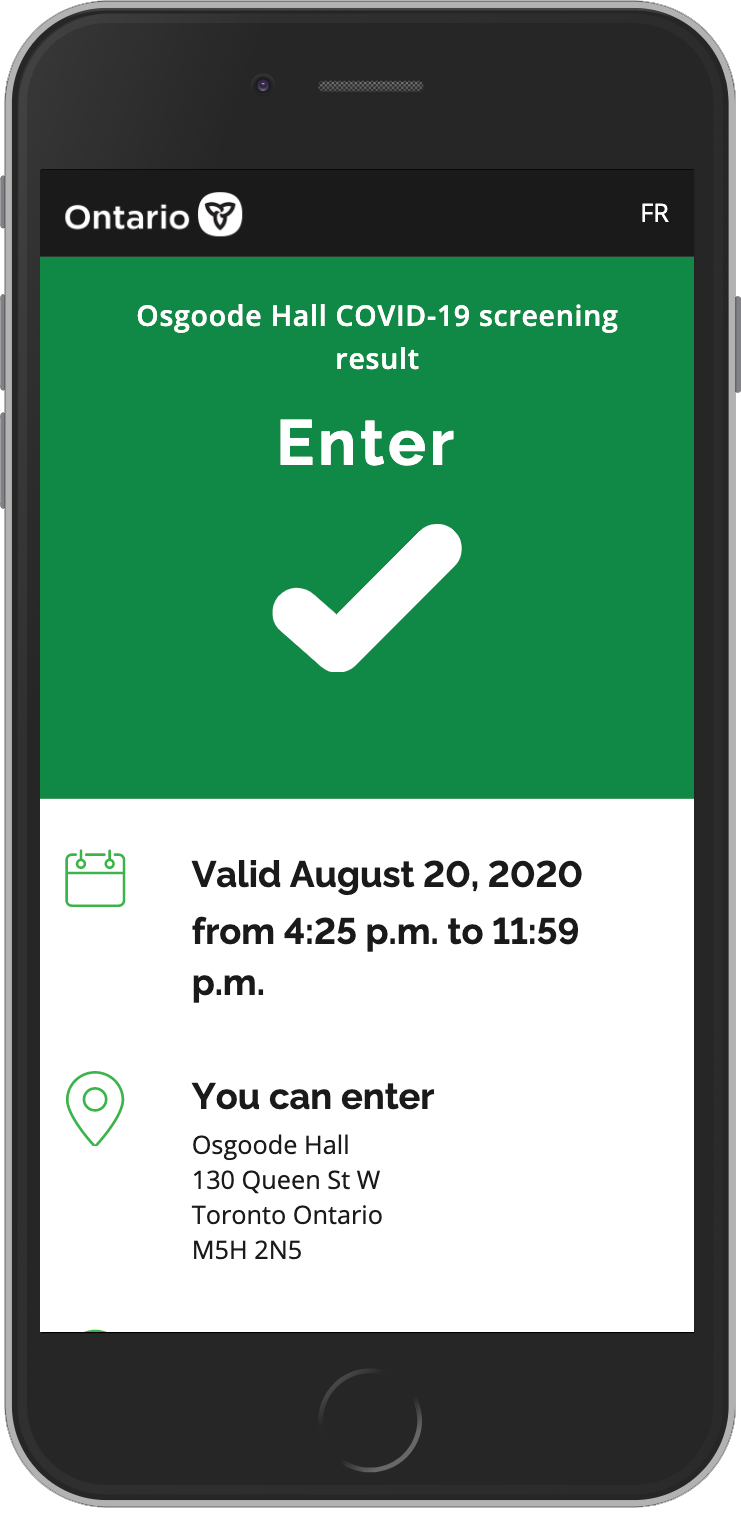 Ontario
FR
Osgoode Hall COVID-19 screening
result
Enter
Valid August 20, 2020
from 4:25 p.m. to 11:59
p.m.
You can enter
Osgoode Hall
130 Queen St W
Toronto Ontario
M5H 2N5